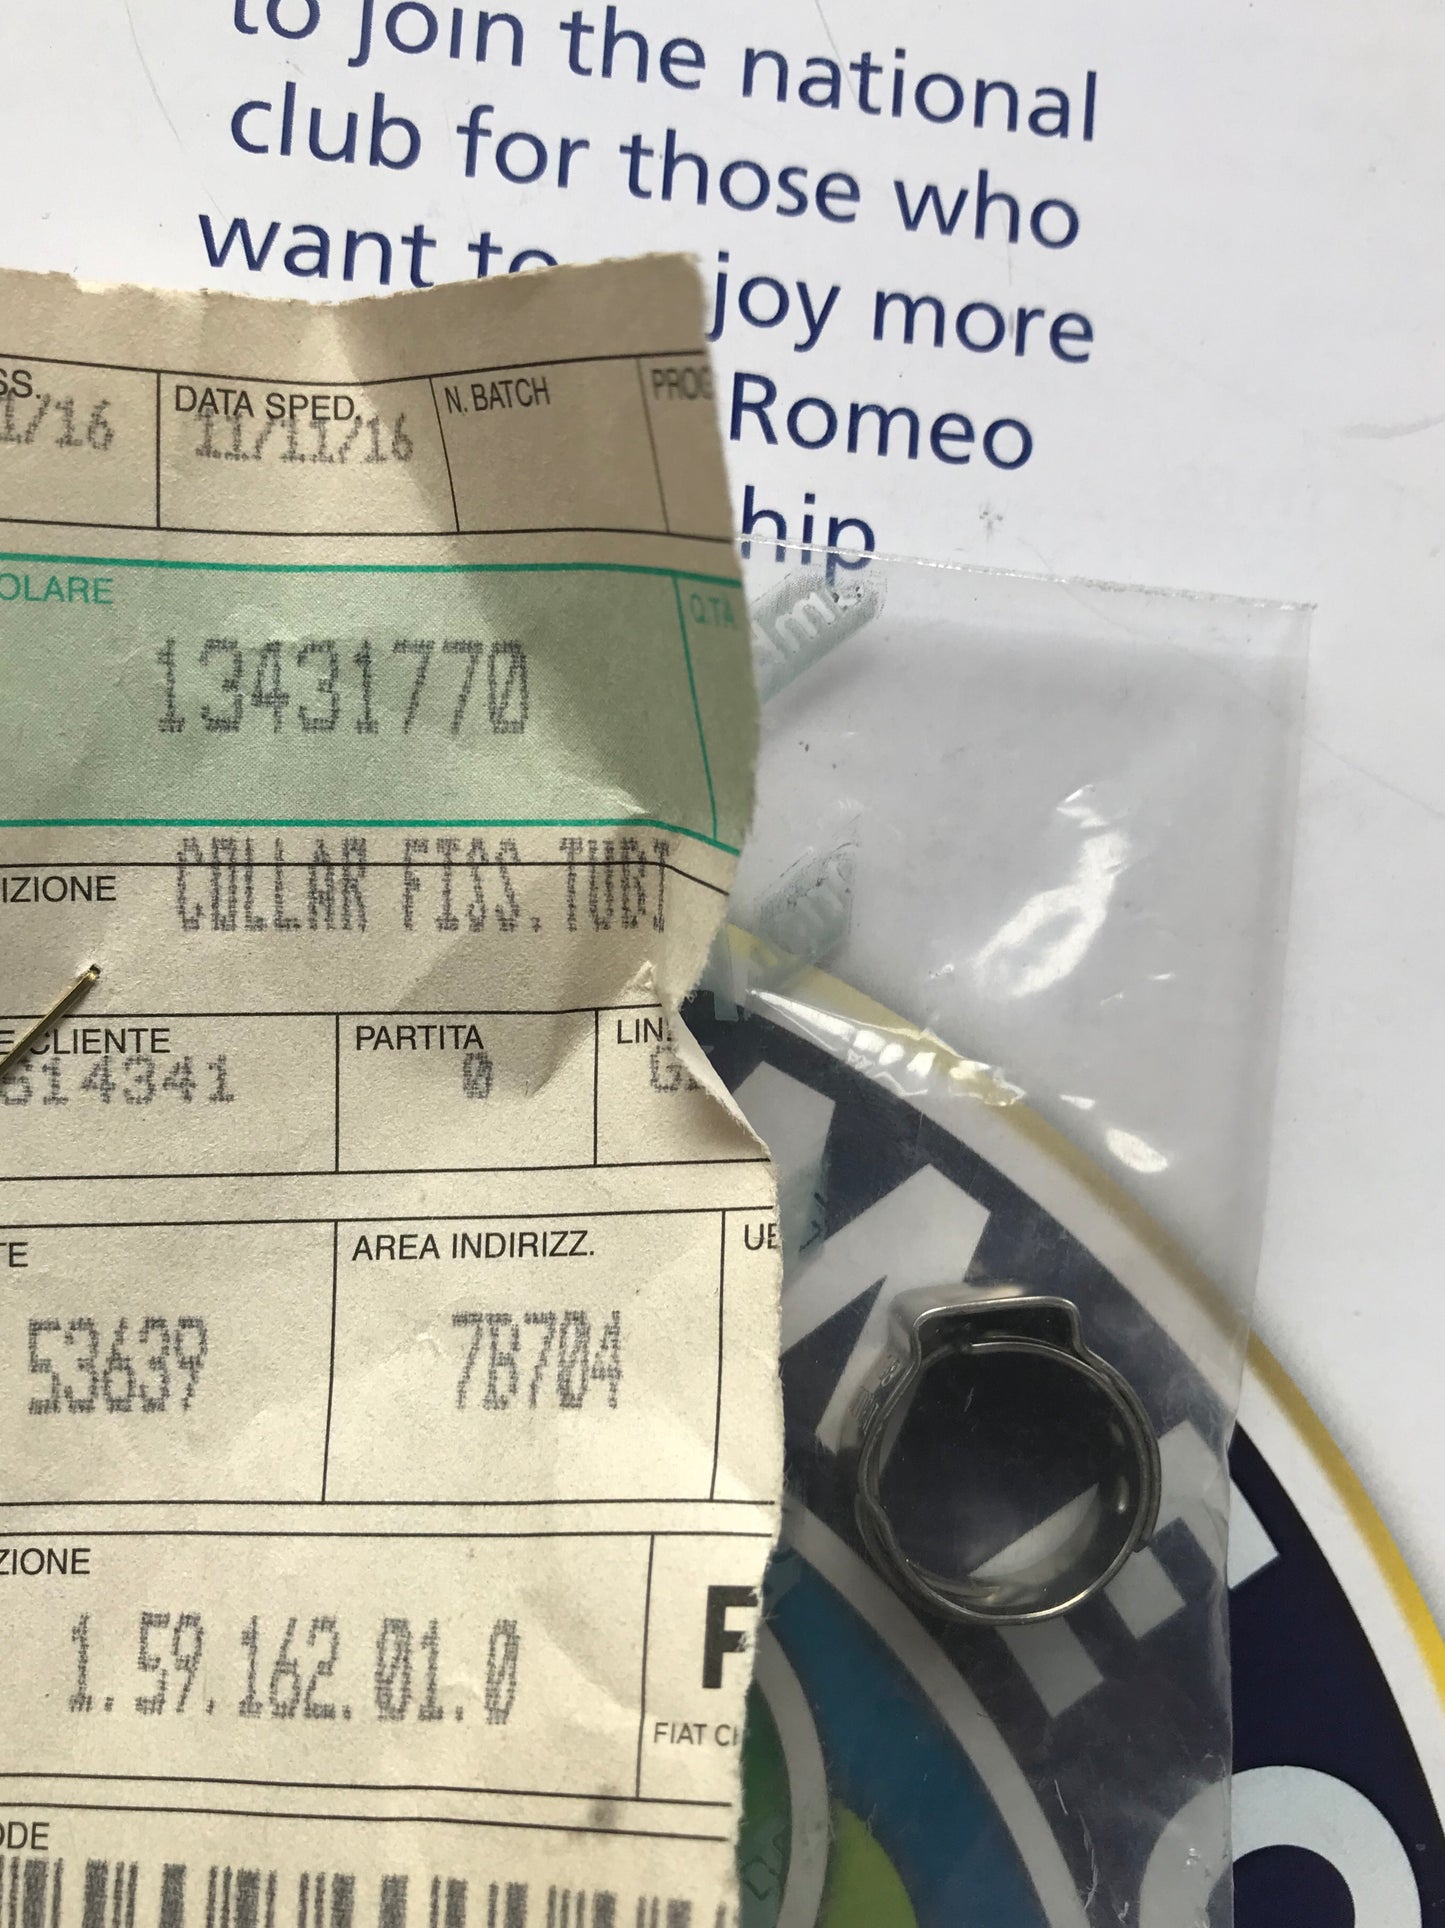 to join the national
club for those who
want to joy more
Romeo
hip
SS.
1/16
DATA SPED.
11/11/16
N. BATCH
PROG
OLARE
13431770
Q.TA
IZIONE
COLLAR FISS.TUBI
E CLIENTE
814341
PARTITA
0
LIN.
TE
53639
AREA INDIRIZZ.
7B704
UB
ZIONE
1.59.162.01.0
F
FIAT CH
ODE